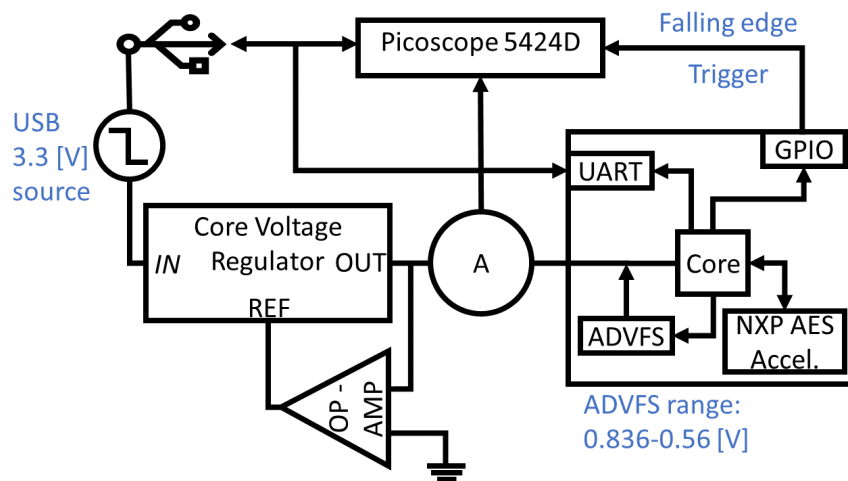 Picoscope 5424D
Falling edge
Trigger
USB
3.3 [V]
source
GPIO
UART
Core Voltage
IN Regulator OUT
REF
A
Core
ADVFS
NXP AES
Accel.
OP -
AMP
ADVFS range:
0.836-0.56 [V]